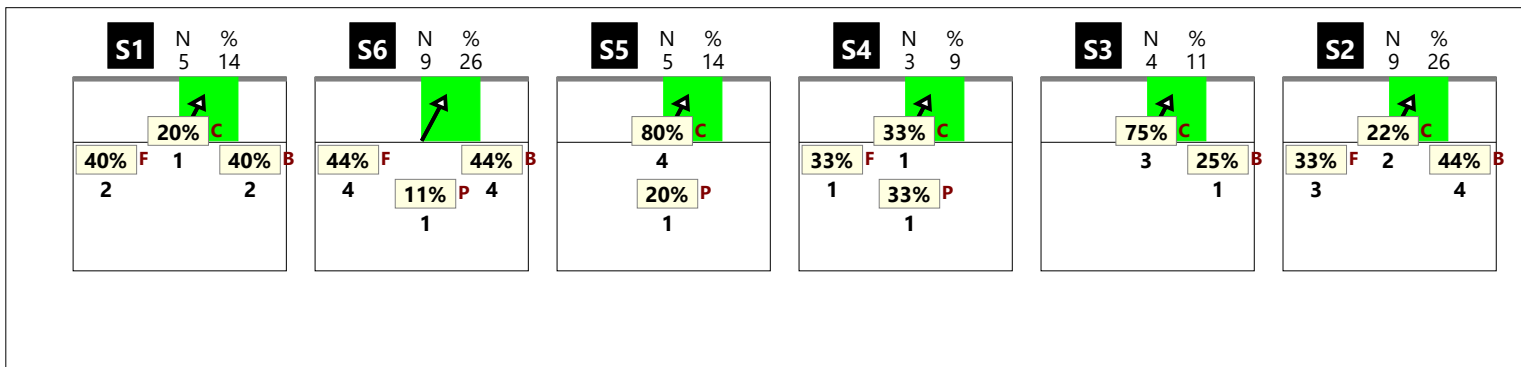 S1 N % S6 N % S5 N % S4 N % S3 N % S2 N %
5 14 9 26 5 14 3 9 4 11 9 26
20% C 80% C 33% C 75% C 22% C
40% F 1 40% B 44% F 44% B 4 33% F 1 3 25% B 33% F 2 44% B
2 2 4 11% P 4 20% P 1 33% P 1 3 4
1 1 1